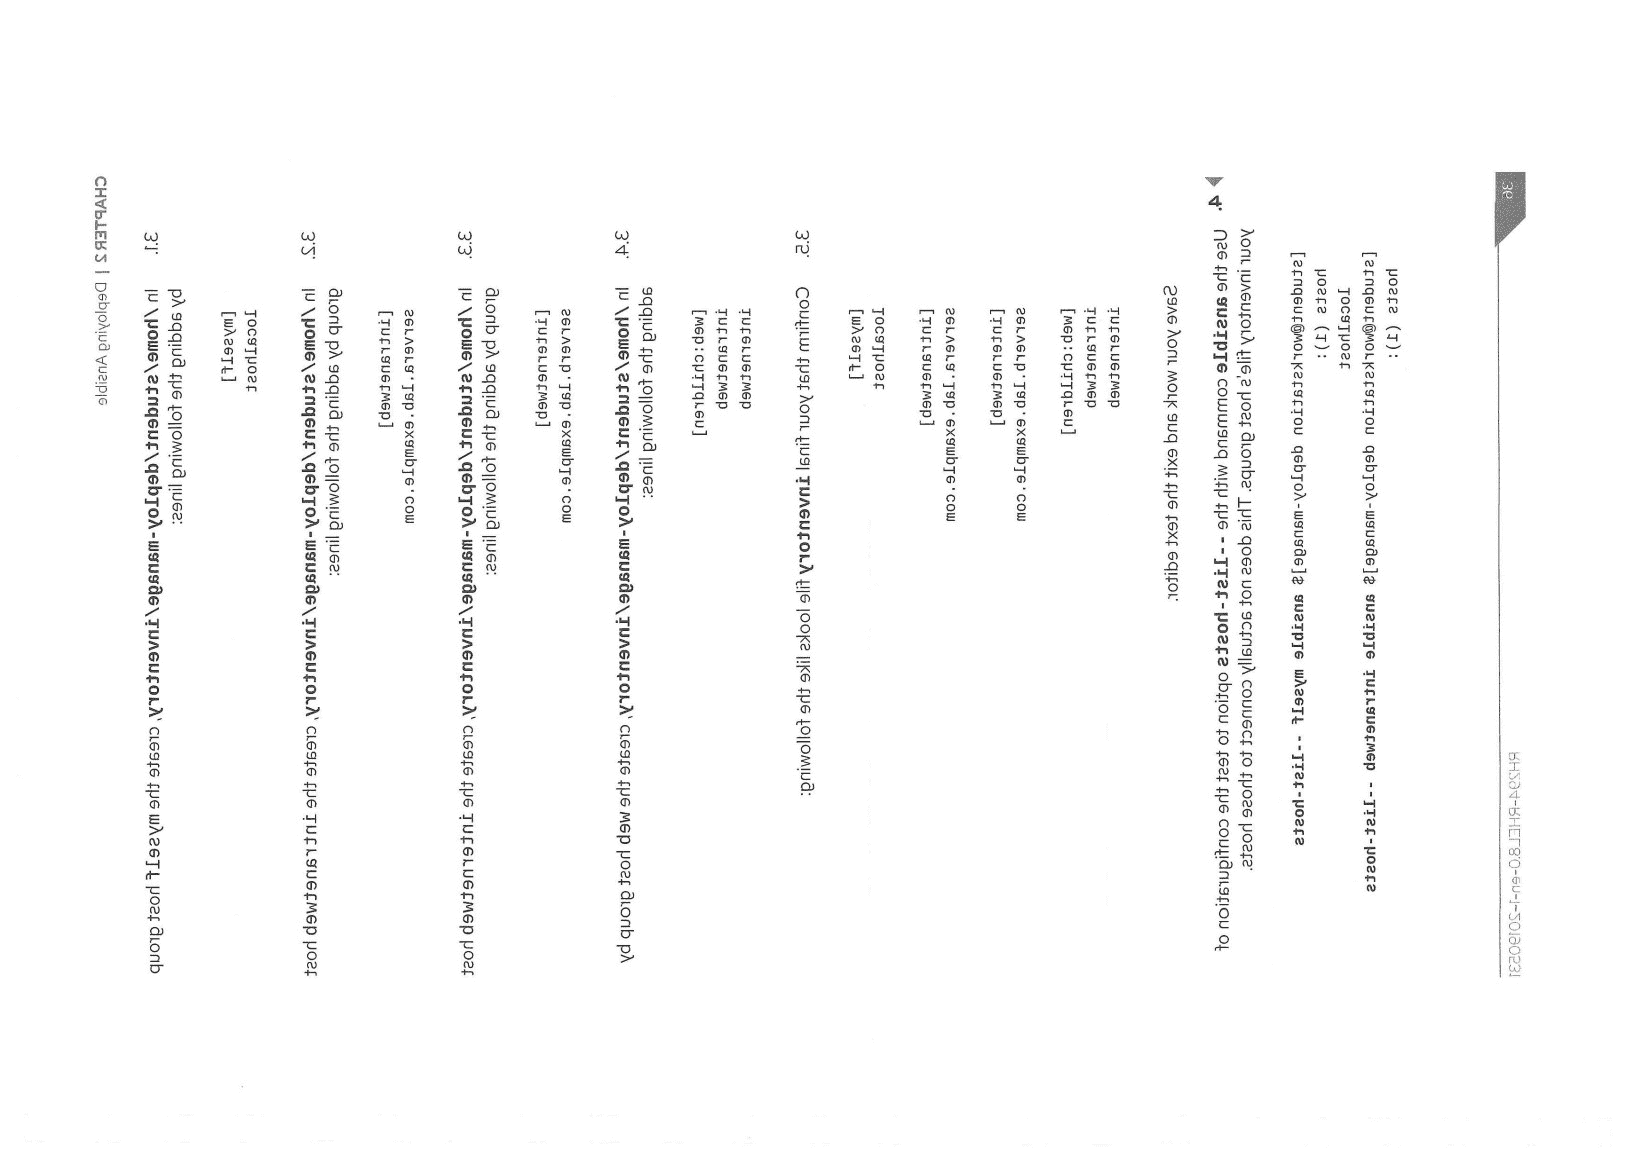 CHAPTER 2 | Deploying Ansible
3.1. In /home/student/deploy-manage/inventory, create the myself host group
by adding the following lines:
[myself]
localhost
3.2. In /home/student/deploy-manage/inventory, create the intranetweb host
group by adding the following lines:
[intranetweb]
servera.lab.example.com
3.3. In /home/student/deploy-manage/inventory, create the internetweb host
group by adding the following lines:
[internetweb]
serverd.lab.example.com
3.4. In /home/student/deploy-manage/inventory, create the web host group by
adding the following lines:
[web:children]
intranetweb
internetweb
3.5. Confirm that your final inventory file looks like the following:
[myself]
localhost
[intranetweb]
servera.lab.example.com
[internetweb]
serverd.lab.example.com
[web:children]
intranetweb
internetweb
Save your work and exit the text editor.
4. Use the ansible command with the --list-hosts option to test the configuration of
your inventory file's host groups. This does not actually connect to those hosts.
[student@workstation deploy-manage]$ ansible myself --list-hosts
hosts (1):
localhost
[student@workstation deploy-manage]$ ansible intranetweb --list-hosts
hosts (1):
36
RH294-RHEL8.0-en-1-20190531